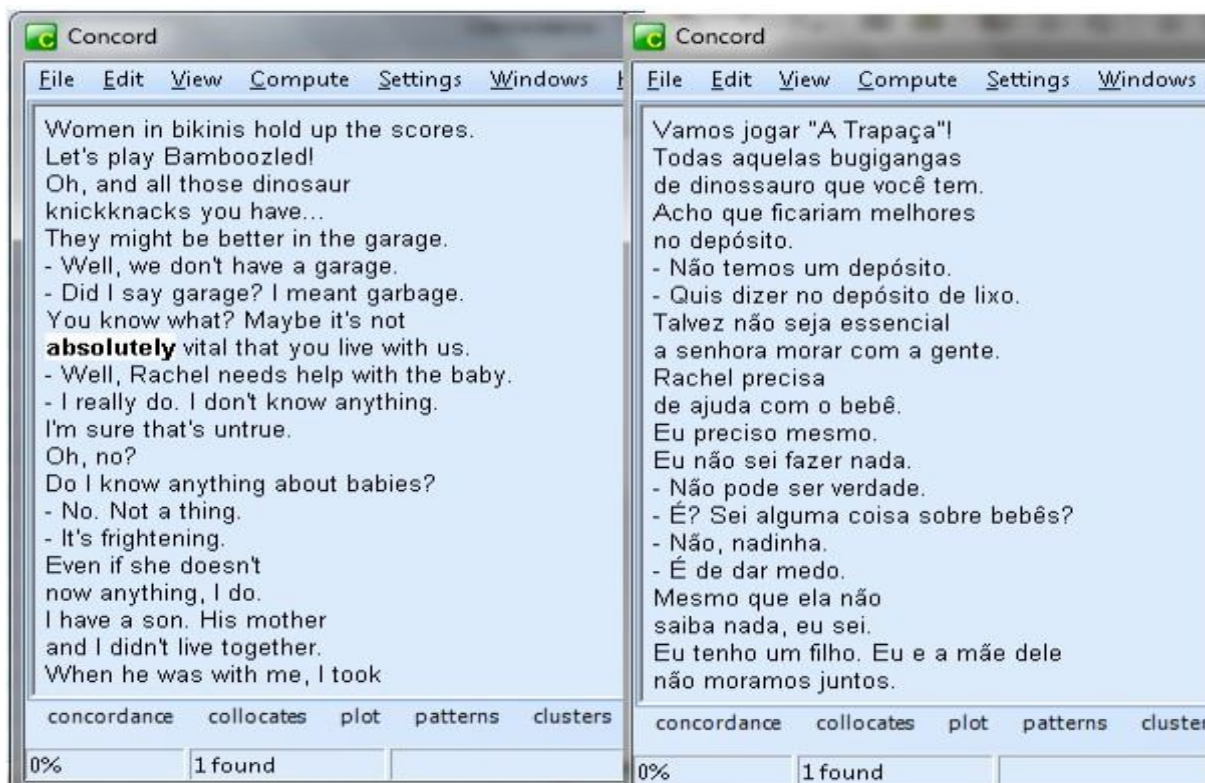 Concord
File Edit View Compute Settings Windows
Women in bikinis hold up the scores.
Let's play Bamboozled!
Oh, and all those dinosaur
knickknacks you have...
They might be better in the garage.
- Well, we don't have a garage.
- Did I say garage? I meant garbage.
You know what? Maybe it's not
absolutely vital that you live with us.
- Well, Rachel needs help with the baby.
- I really do. I don't know anything.
I'm sure that's untrue.
Oh, no?
Do I know anything about babies?
- No. Not a thing.
- It's frightening.
Even if she doesn't
now anything, I do.
I have a son. His mother
and I didn't live together.
When he was with me, I took
concordance collocates plot patterns clusters
0% 1 found
Concord
File Edit View Compute Settings Windows
Vamos jogar "A Trapaça"!
Todas aquelas bugigangas
de dinossauro que você tem.
Acho que ficariam melhores
no depósito.
- Não temos um depósito.
- Quis dizer no depósito de lixo.
Talvez não seja essencial
a senhora morar com a gente.
Rachel precisa
de ajuda com o bebê.
Eu preciso mesmo.
Eu não sei fazer nada.
- Não pode ser verdade.
- É? Sei alguma coisa sobre bebês?
- Não, nadinha.
- É de dar medo.
Mesmo que ela não
saiba nada, eu sei.
Eu tenho um filho. Eu e a mãe dele
não moramos juntos.
concordance collocates plot patterns cluster
0% 1 found